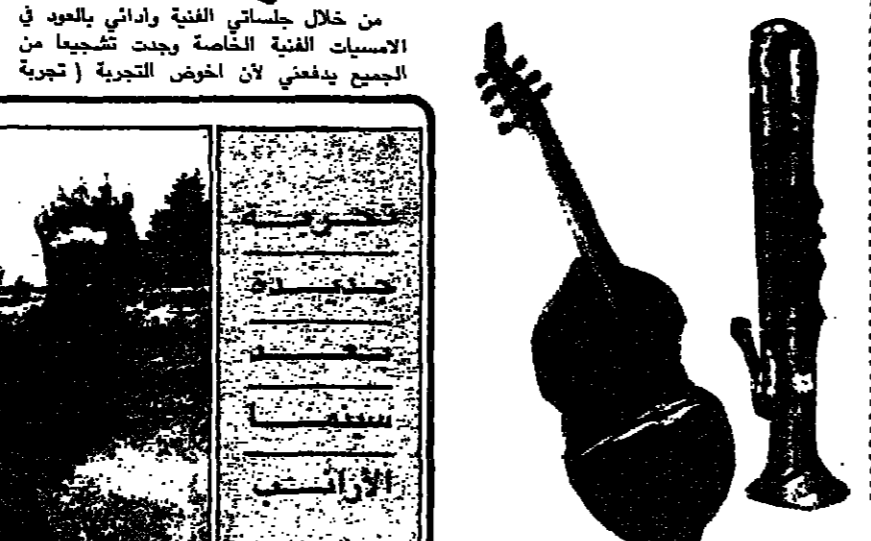 من خلال جلساتي الفنية وادائي بالعود في
الامسيات الفنية الخاصة وجدت تشجيعا من
الجميع يدفعني لأن اخوض التجربة ( تجربة
تجربة
جديدة
بعد
سينما
الأرانب